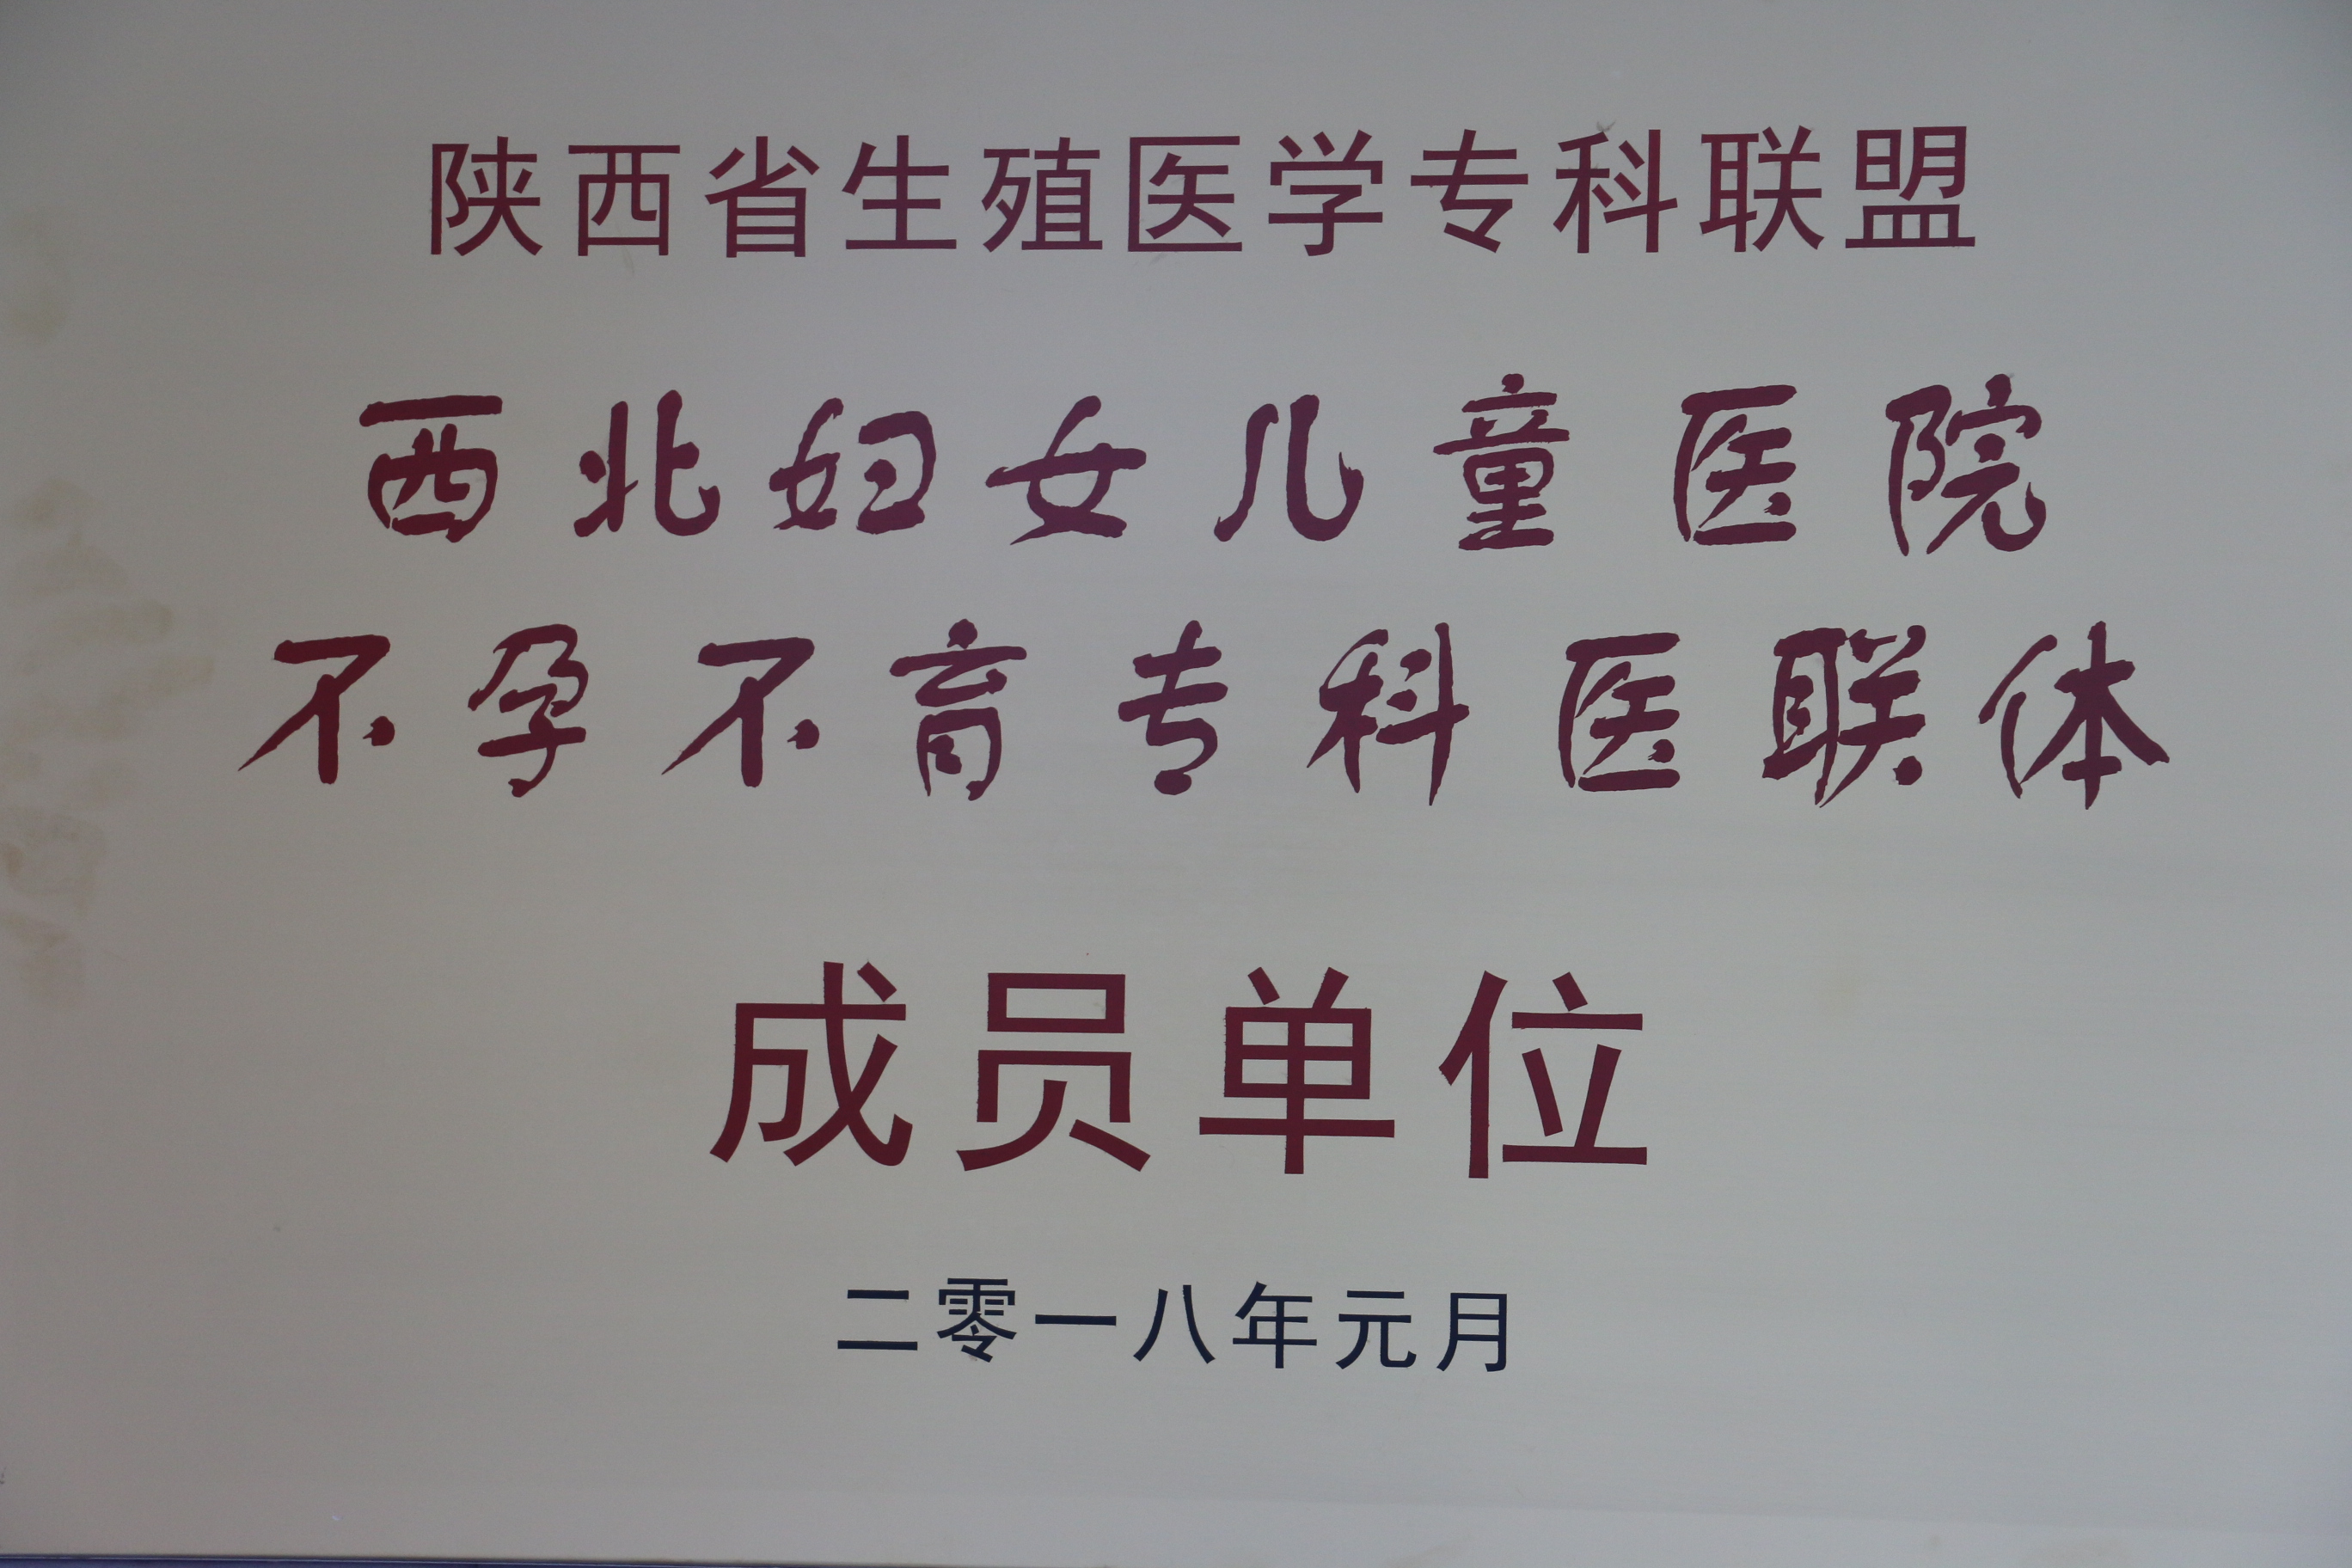 陕西省生殖医学专科联盟
西北妇女儿童医院
不孕不育专科医联体
成员单位
二零一八年元月